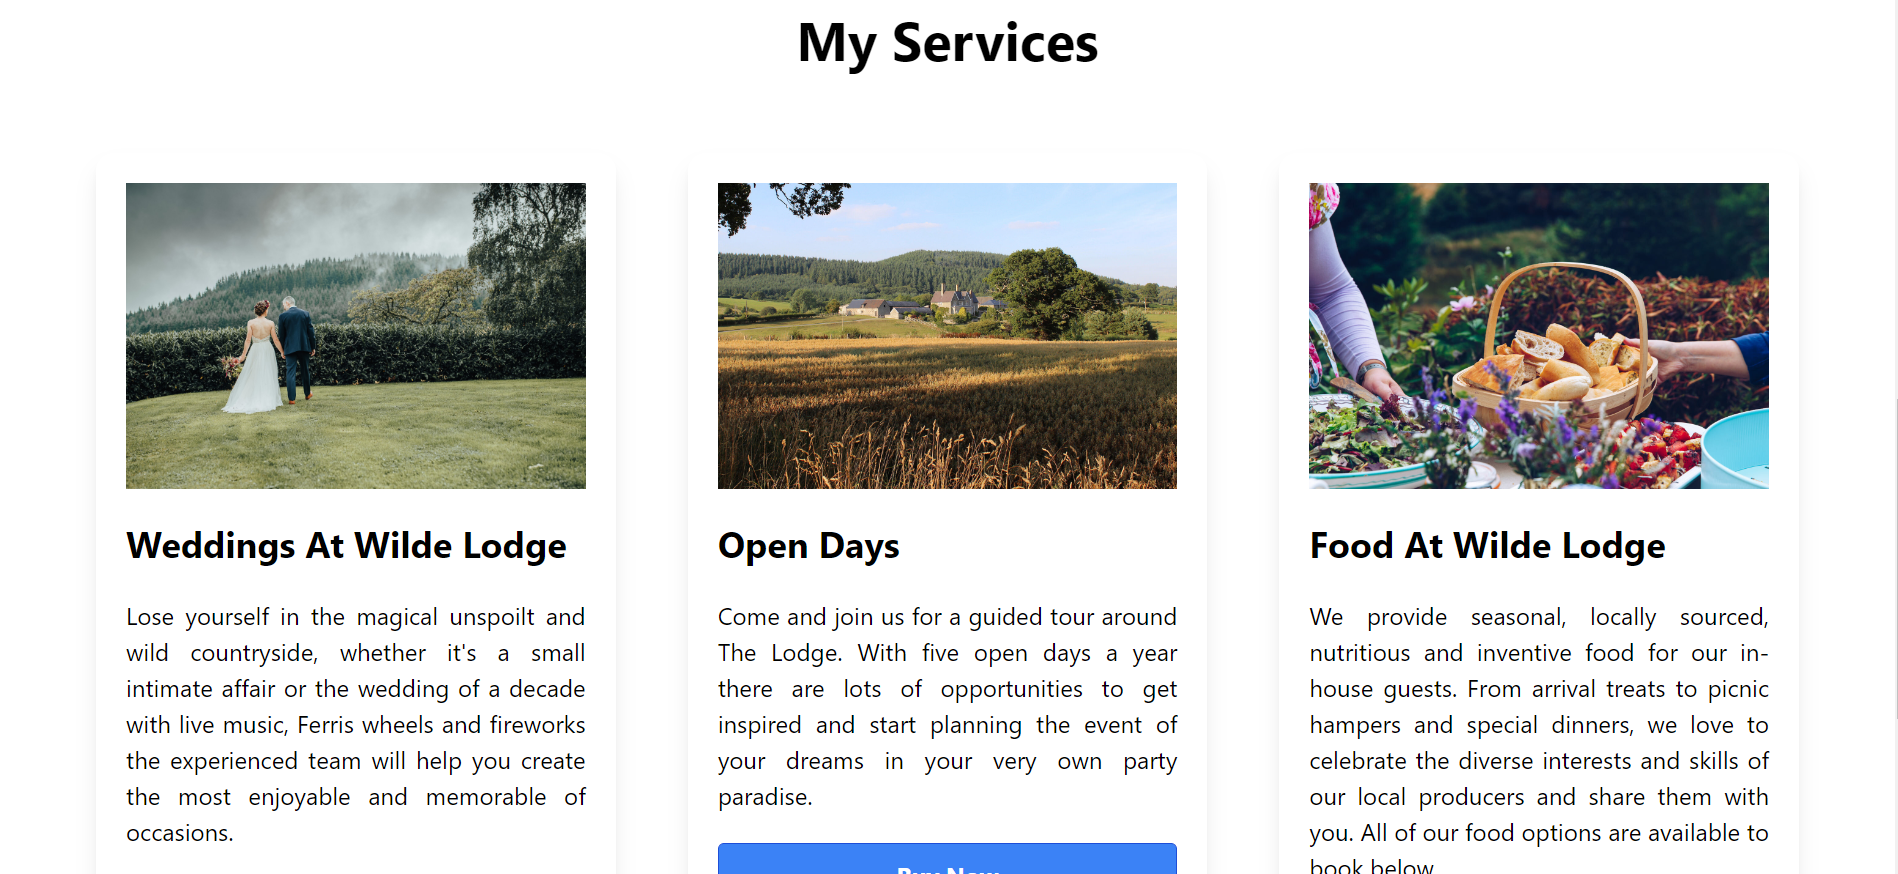 My Services
Weddings At Wilde Lodge
Lose yourself in the magical unspoilt and
wild countryside, whether it's a small
intimate affair or the wedding of a decade
with live music, Ferris wheels and fireworks
the experienced team will help you create
the most enjoyable and memorable of
occasions.
Open Days
Come and join us for a guided tour around
The Lodge. With five open days a year
there are lots of opportunities to get
inspired and start planning the event of
your dreams in your very own party
paradise.
Buy Now
Food At Wilde Lodge
We provide seasonal, locally sourced,
nutritious and inventive food for our in-
house guests. From arrival treats to picnic
hampers and special dinners, we love to
celebrate the diverse interests and skills of
our local producers and share them with
you. All of our food options are available to
book below